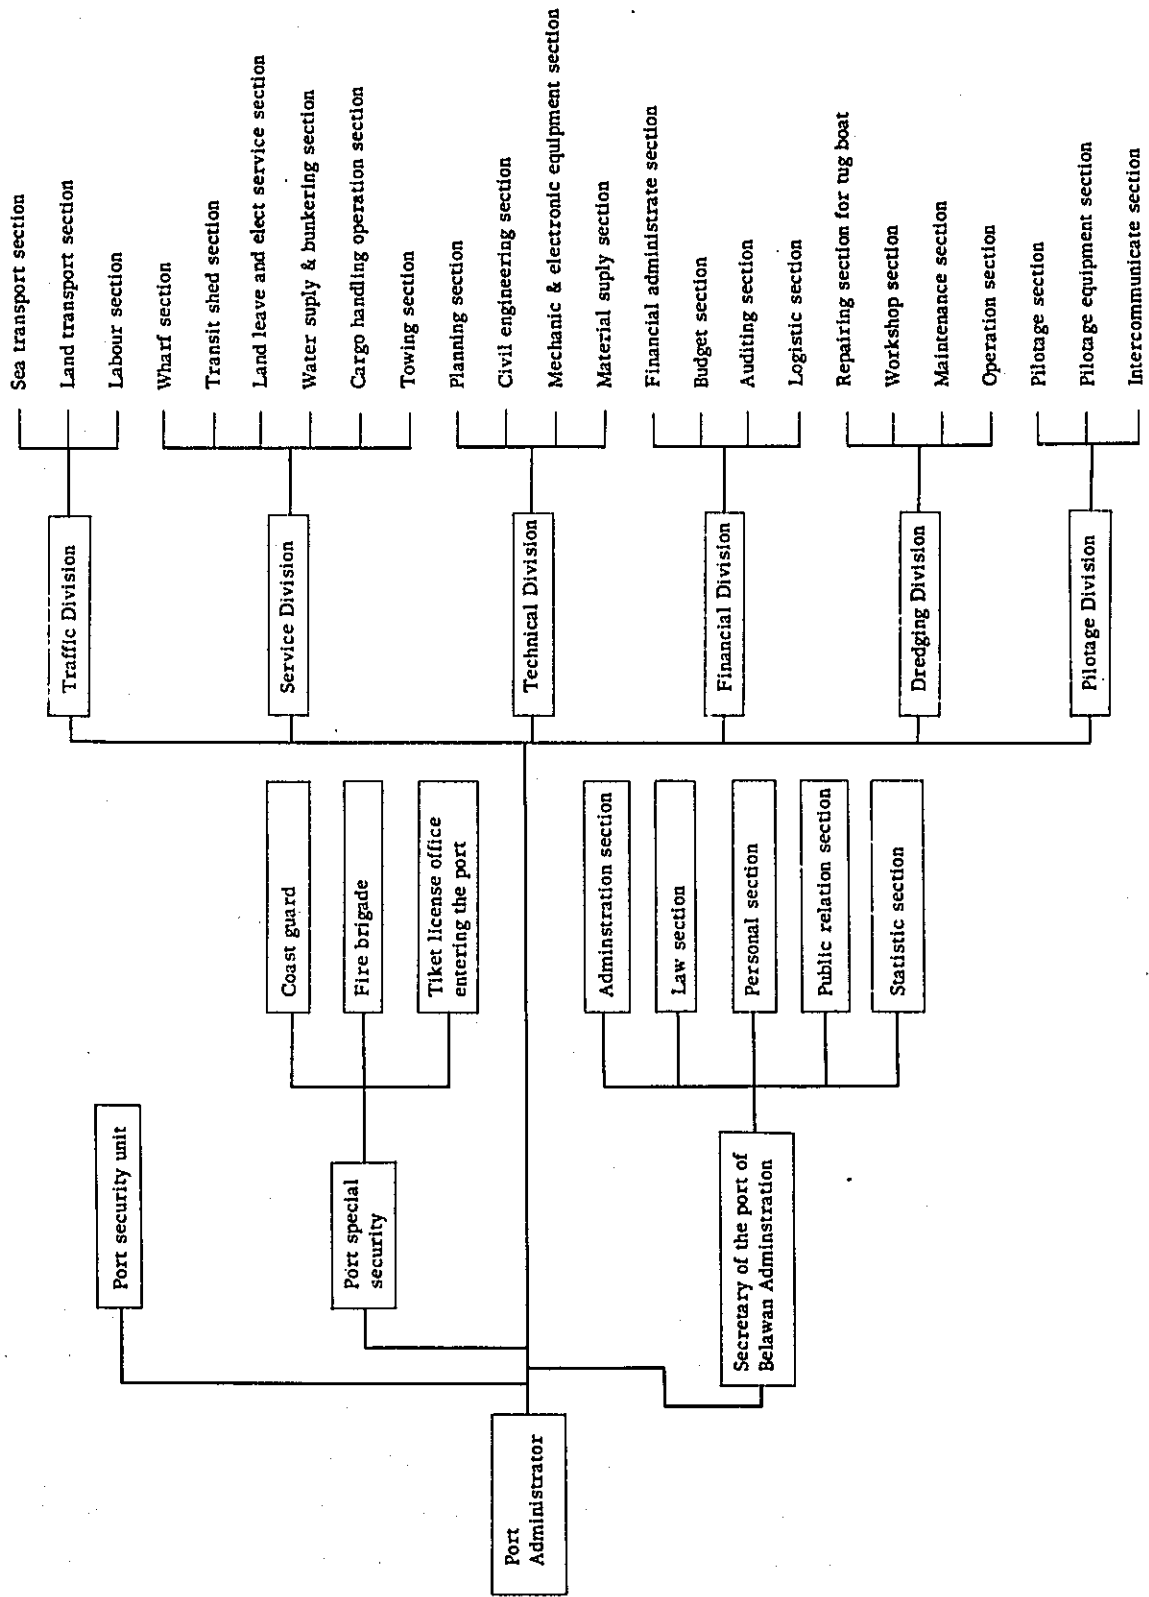 Port
Administrator
Port security unit
Port special
security
Coast guard
Fire brigade
Tiket license office
entering the port
Secretary of the port of
Belawan Adminstration
Adminstration section
Law section
Personal section
Public relation section
Statistic section
Traffic Division
Sea transport section
Land transport section
Labour section
Service Division
Wharf section
Transit shed section
Land leave and elect service section
Water suply & bunkering section
Cargo handling operation section
Towing section
Technical Division
Planning section
Civil engineering section
Mechanic & electronic equipment section
Material suply section
Financial Division
Financial administrate section
Budget section
Auditing section
Logistic section
Dredging Division
Repairing section for tug boat
Workshop section
Maintenance section
Operation section
Pilotage Division
Pilotage section
Pilotage equipment section
Intercommunicate section